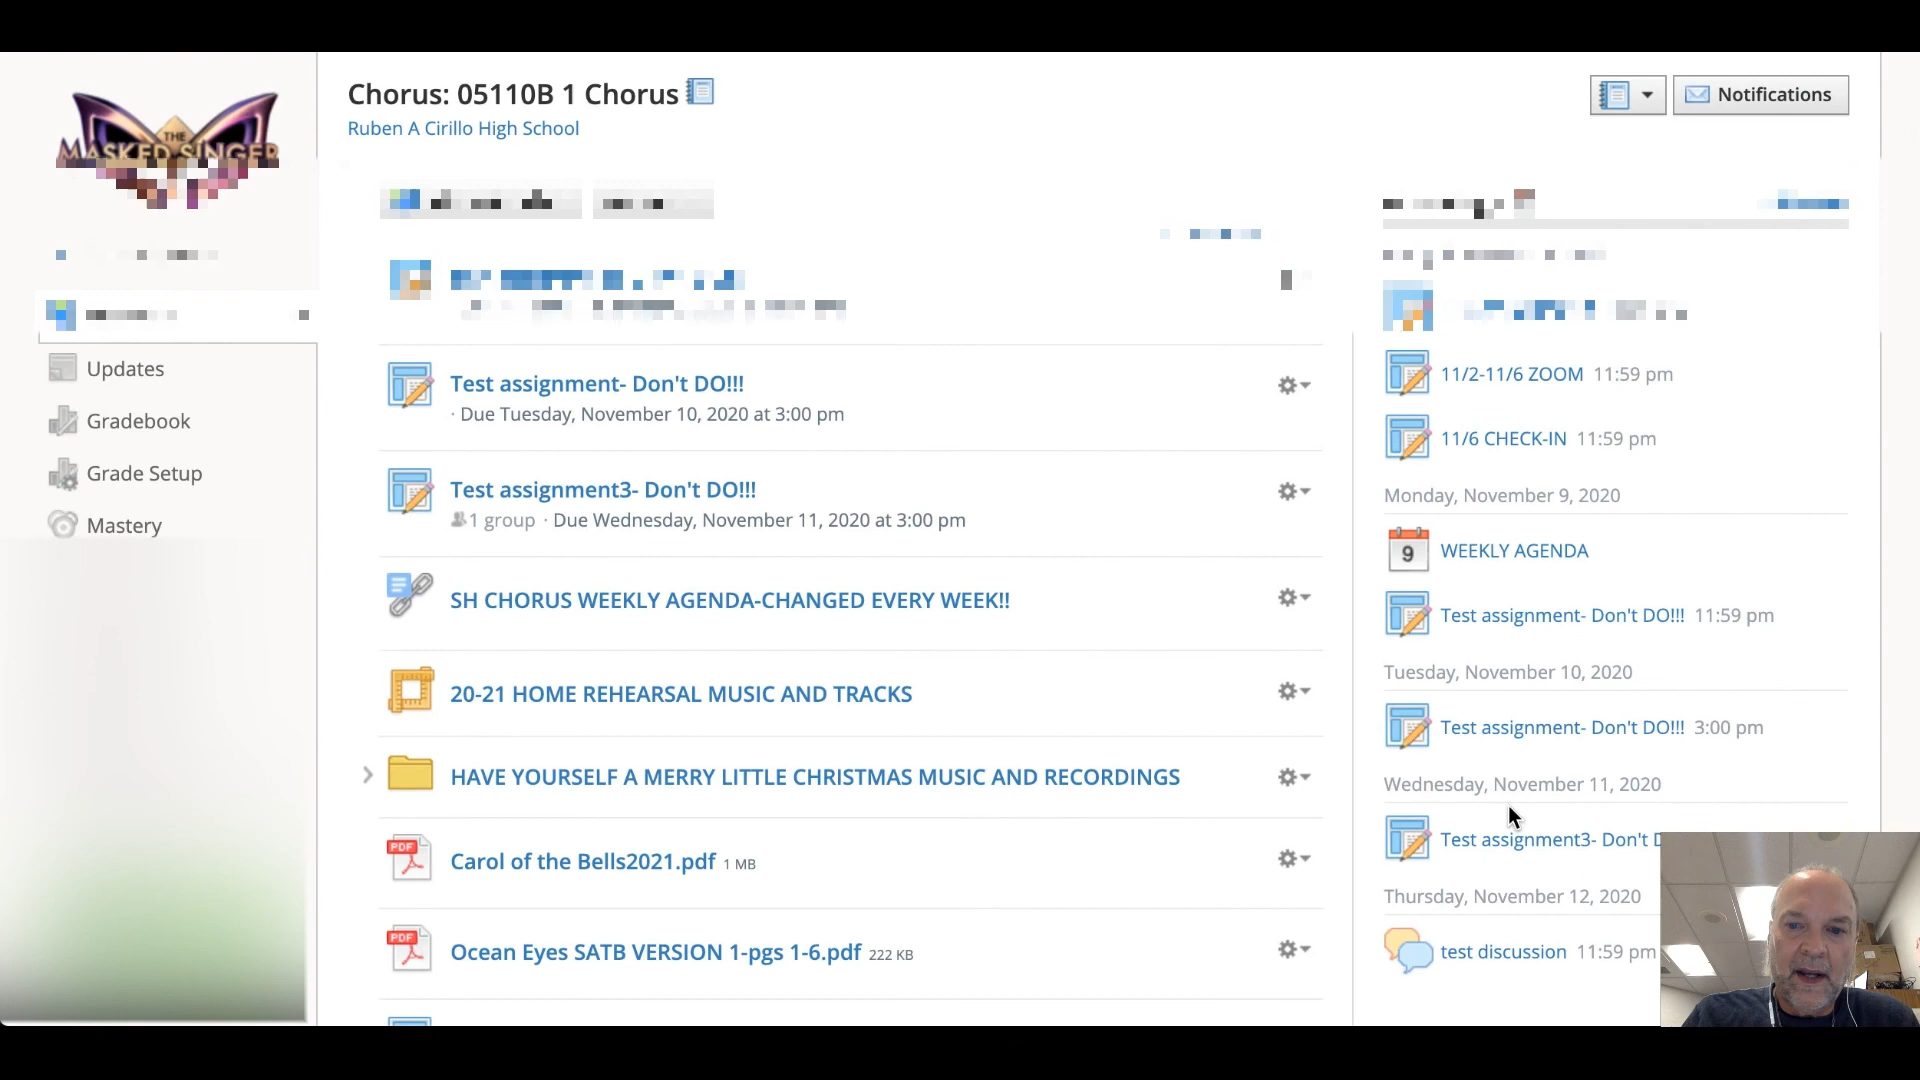 THE
MASKED SINGER
Chorus: 05110B 1 Chorus
Ruben A Cirillo High School
Notifications
Updates
Gradebook
Grade Setup
Mastery
Test assignment- Don't DO!!!
· Due Tuesday, November 10, 2020 at 3:00 pm
Test assignment3- Don't DO!!!
1 group · Due Wednesday, November 11, 2020 at 3:00 pm
SH CHORUS WEEKLY AGENDA-CHANGED EVERY WEEK!!
20-21 HOME REHEARSAL MUSIC AND TRACKS
HAVE YOURSELF A MERRY LITTLE CHRISTMAS MUSIC AND RECORDINGS
PDF
Carol of the Bells2021.pdf 1 MB
PDF
Ocean Eyes SATB VERSION 1-pgs 1-6.pdf 222 KB
11/2-11/6 ZOOM 11:59 pm
11/6 CHECK-IN 11:59 pm
Monday, November 9, 2020
9 WEEKLY AGENDA
Test assignment- Don't DO!!! 11:59 pm
Tuesday, November 10, 2020
Test assignment- Don't DO!!! 3:00 pm
Wednesday, November 11, 2020
Test assignment3- Don't
Thursday, November 12, 2020
test discussion 11:59 pm